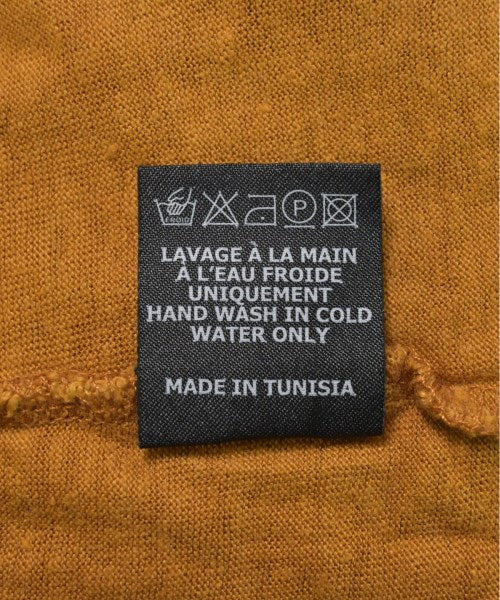 FROID P
LAVAGE À LA MAIN
À L'EAU FROIDE
UNIQUEMENT
HAND WASH IN COLD
WATER ONLY
MADE IN TUNISIA